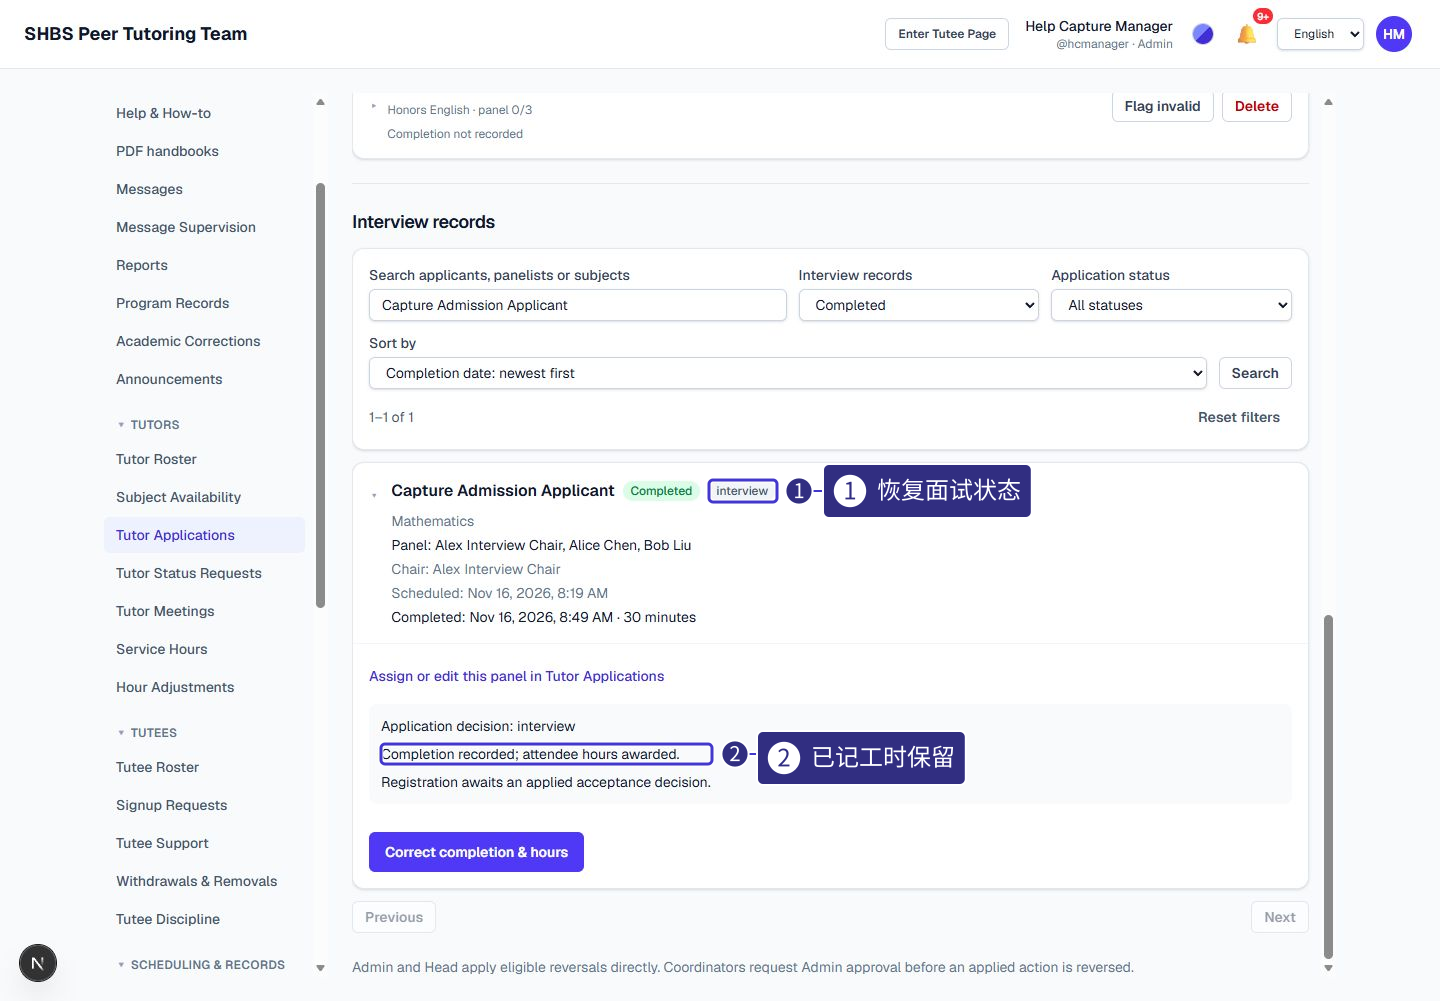 SHBS Peer Tutoring Team
Enter Tutee Page
Help Capture Manager
@hcmanager · Admin
9+
English
HM
Help & How-to
PDF handbooks
Messages
Message Supervision
Reports
Program Records
Academic Corrections
Announcements
TUTORS
Tutor Roster
Subject Availability
Tutor Applications
Tutor Status Requests
Tutor Meetings
Service Hours
Hour Adjustments
TUTEES
Tutee Roster
Signup Requests
Tutee Support
Withdrawals & Removals
Tutee Discipline
SCHEDULING & RECORDS
N
Honors English · panel 0/3
Completion not recorded
Flag invalid
Delete
Interview records
Search applicants, panelists or subjects
Interview records
Application status
Capture Admission Applicant
Completed
All statuses
Sort by
Completion date: newest first
Search
1–1 of 1
Reset filters
Capture Admission Applicant Completed interview
1
1 恢复面试状态
Mathematics
Panel: Alex Interview Chair, Alice Chen, Bob Liu
Chair: Alex Interview Chair
Scheduled: Nov 16, 2026, 8:19 AM
Completed: Nov 16, 2026, 8:49 AM · 30 minutes
Assign or edit this panel in Tutor Applications
Application decision: interview
Completion recorded; attendee hours awarded.
2
2 已记工时保留
Registration awaits an applied acceptance decision.
Correct completion & hours
Previous
Next
Admin and Head apply eligible reversals directly. Coordinators request Admin approval before an applied action is reversed.